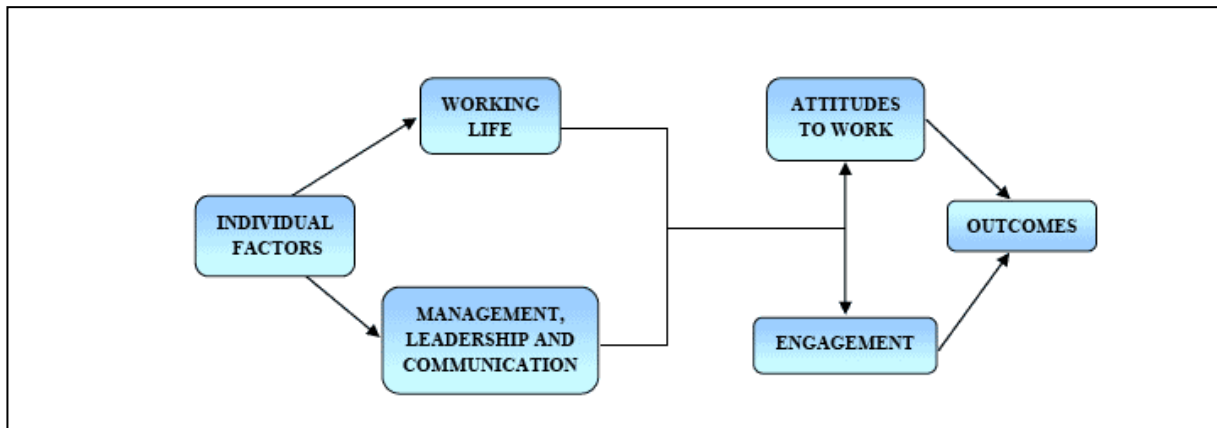 WORKING
LIFE
ATTITUDES
TO WORK
INDIVIDUAL
FACTORS
OUTCOMES
MANAGEMENT,
LEADERSHIP AND
COMMUNICATION
ENGAGEMENT